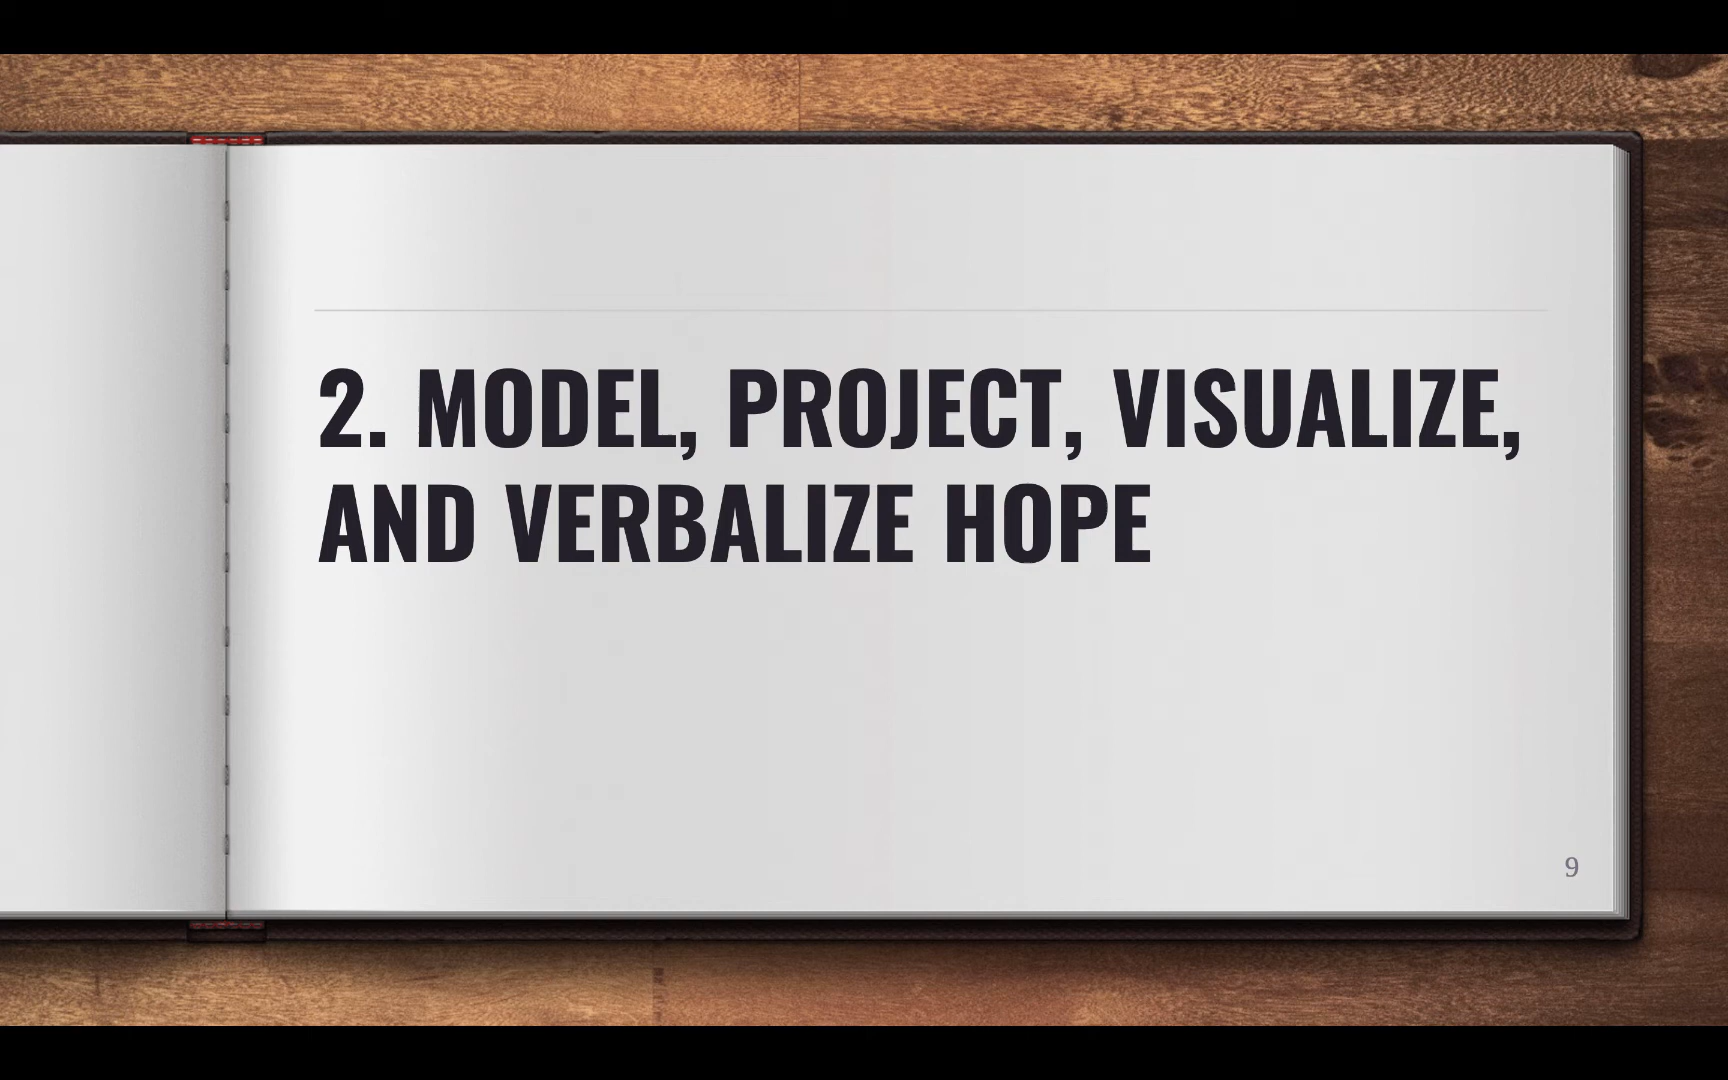 2. MODEL, PROJECT, VISUALIZE,
AND VERBALIZE HOPE
9